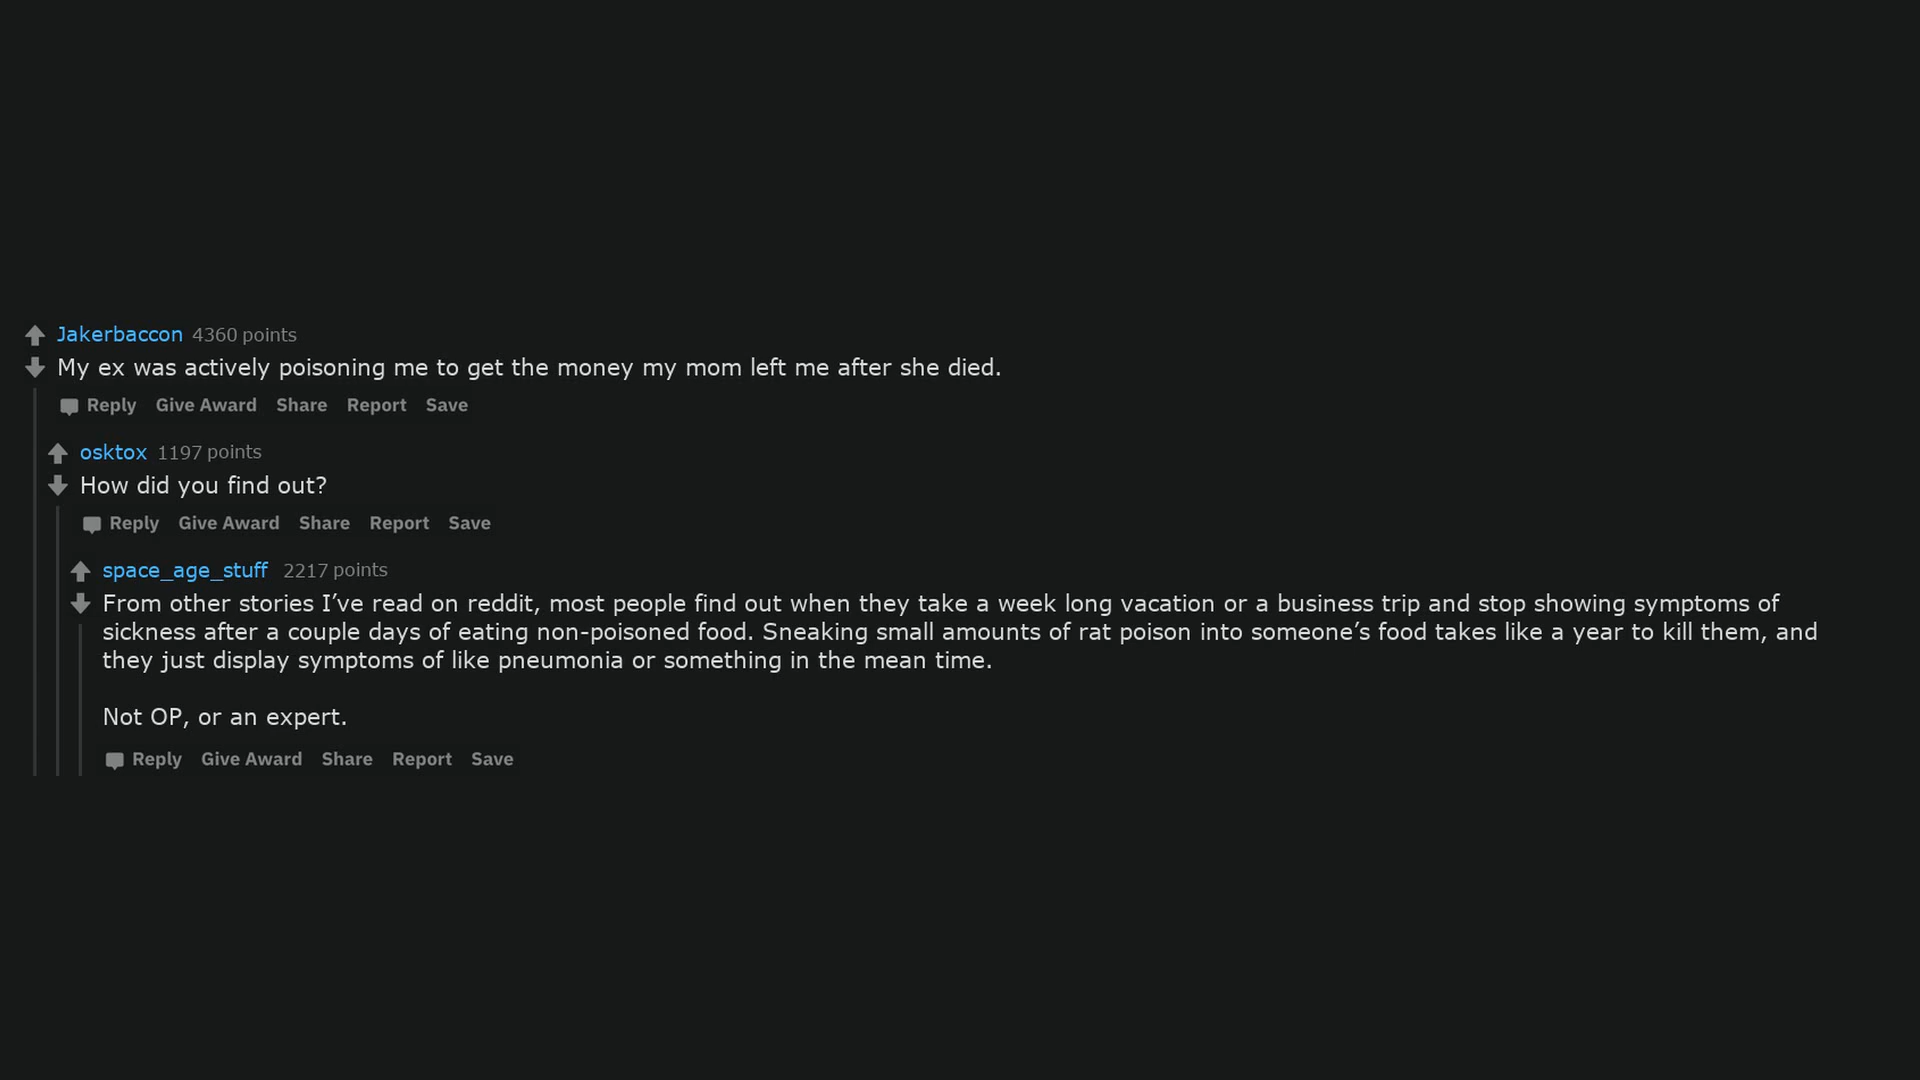 Jakerbaccon 4360 points
My ex was actively poisoning me to get the money my mom left me after she died.
Reply Give Award Share Report Save
osktox 1197 points
How did you find out?
Reply Give Award Share Report Save
space_age_stuff 2217 points
From other stories I’ve read on reddit, most people find out when they take a week long vacation or a business trip and stop showing symptoms of
sickness after a couple days of eating non-poisoned food. Sneaking small amounts of rat poison into someone’s food takes like a year to kill them, and
they just display symptoms of like pneumonia or something in the mean time.
Not OP, or an expert.
Reply Give Award Share Report Save